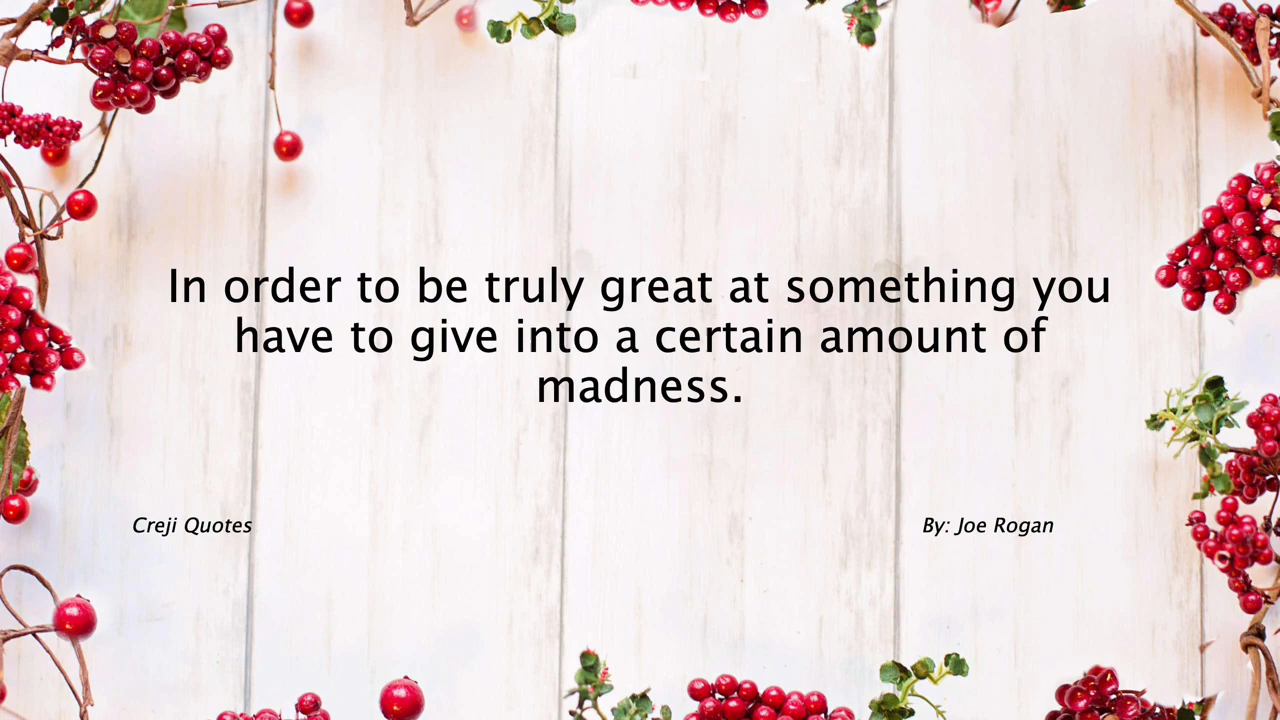 In order to be truly great at something you
have to give into a certain amount of
madness.
Creji Quotes
By: Joe Rogan